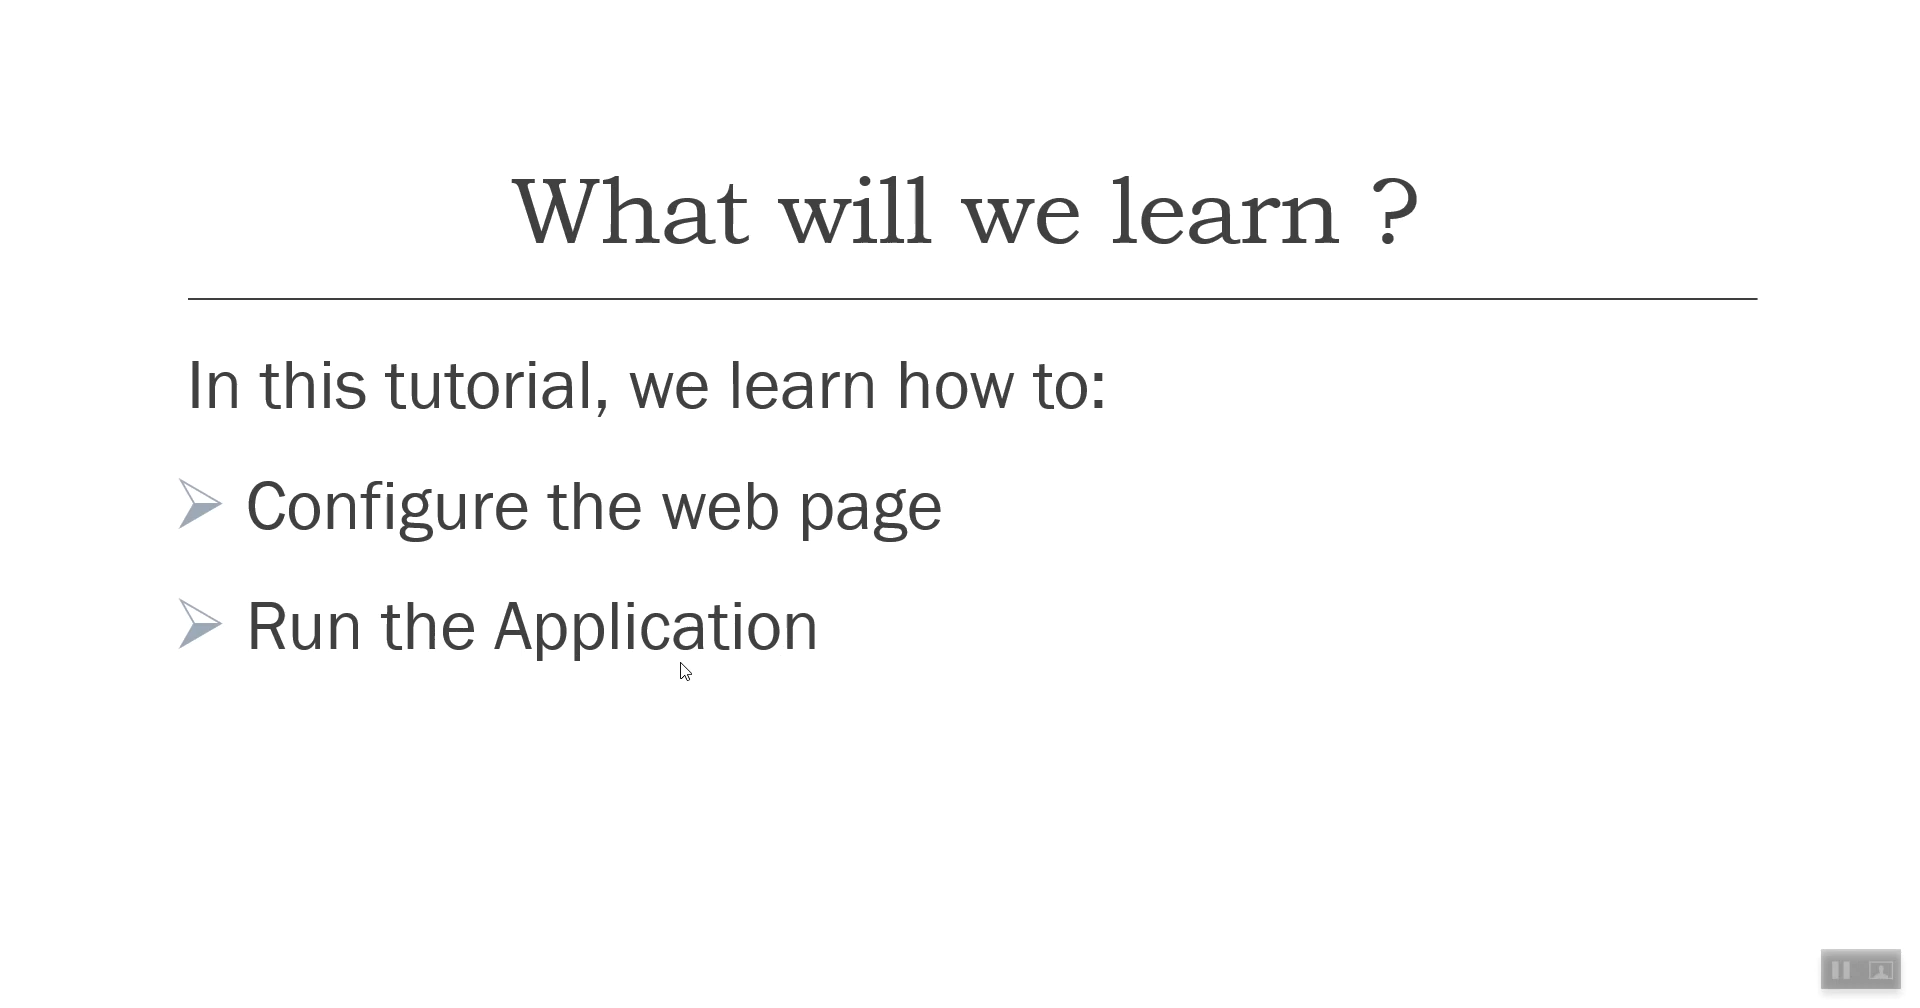 What will we learn ?
In this tutorial, we learn how to:
Configure the web page
Run the Application